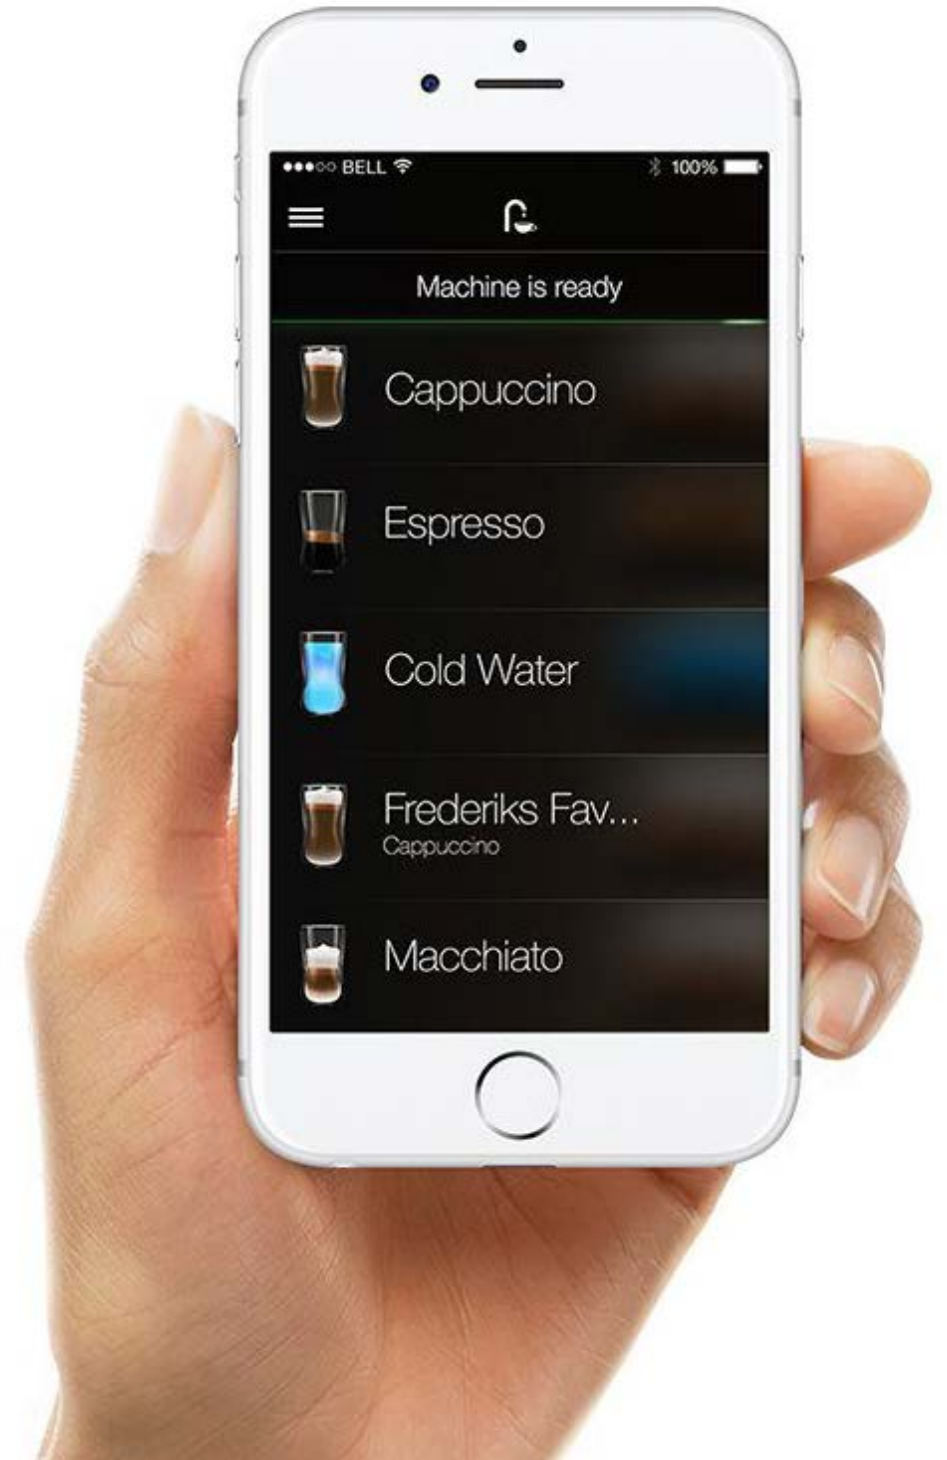 BELL 100%
Machine is ready
Cappuccino
Espresso
Cold Water
Frederiks Fav...
Cappuccino
Macchiato